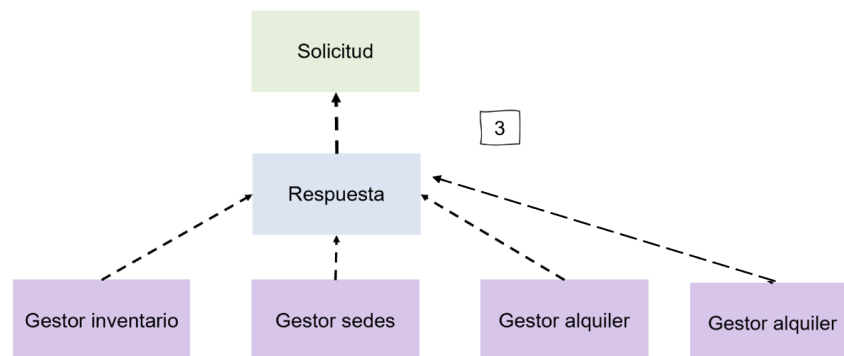 Solicitud
3
Respuesta
Gestor inventario
Gestor sedes
Gestor alquiler
Gestor alquiler